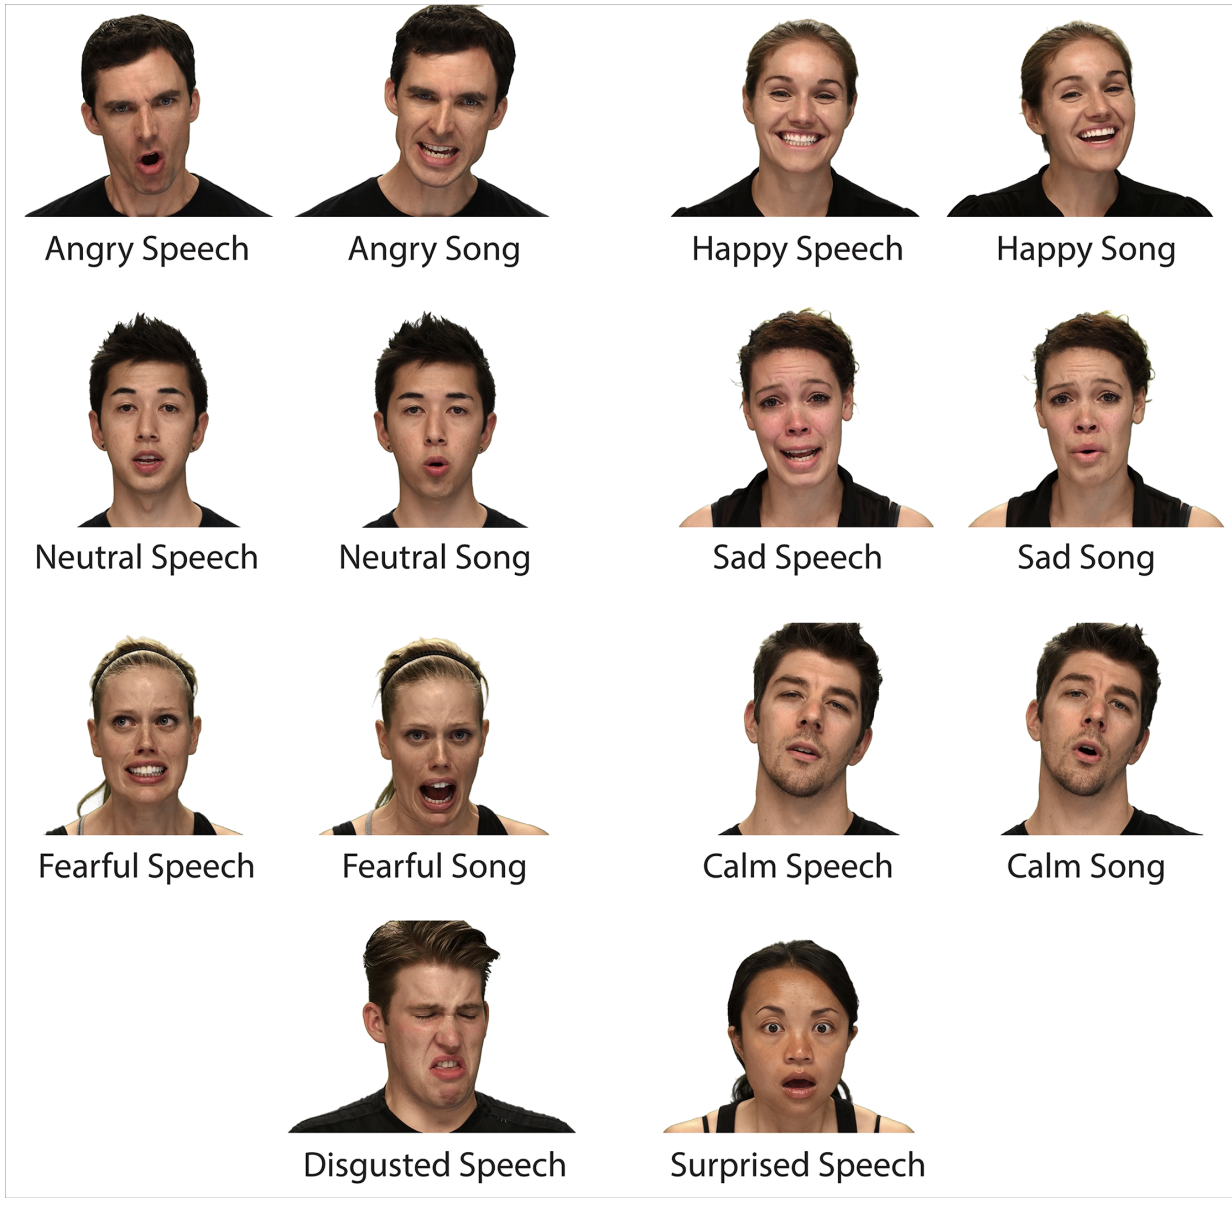 Angry Speech
Angry Song
Happy Speech
Happy Song
Neutral Speech
Neutral Song
Sad Speech
Sad Song
Fearful Speech
Fearful Song
Calm Speech
Calm Song
Disgusted Speech
Surprised Speech